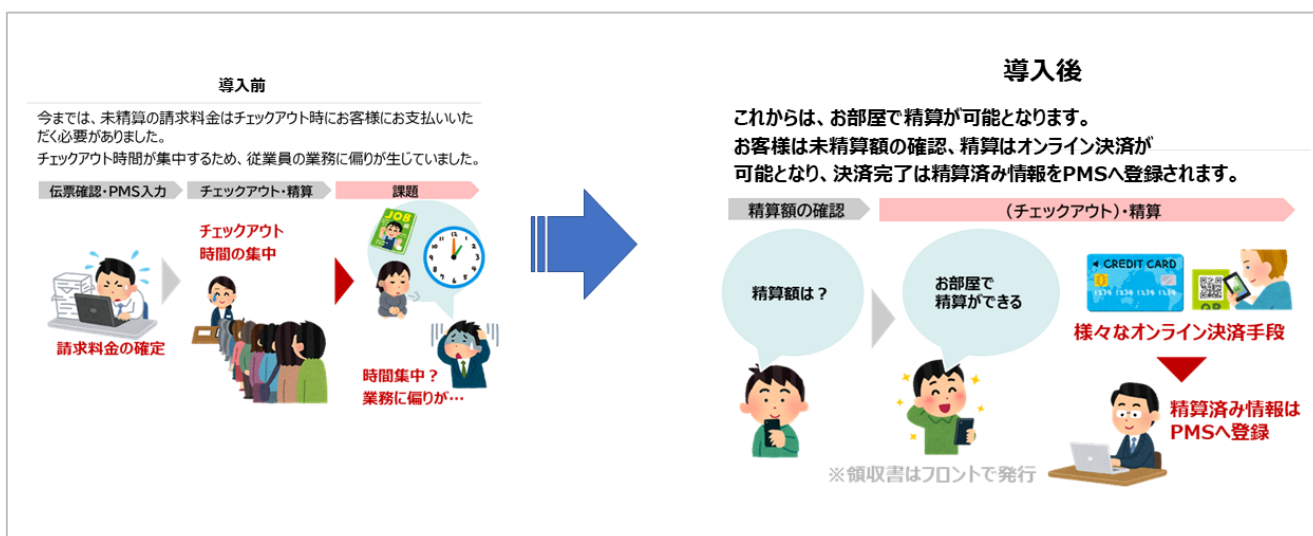 導入前
今までは、未精算の請求料金はチェックアウト時にお客様にお支払いいた
だく必要がありました。
チェックアウト時間が集中するため、従業員の業務に偏りが生じていました。
伝票確認・PMS入力
チェックアウト・精算
課題
チェックアウト
時間の集中
JOB
請求料金の確定
時間集中？
業務に偏りが…
導入後
これからは、お部屋で精算が可能となります。
お客様は未精算額の確認、精算はオンライン決済が
可能となり、決済完了は精算済み情報をPMSへ登録されます。
精算額の確認
(チェックアウト)・精算
精算額は？
お部屋で
精算ができる
CREDIT CARD
1234 1234 1234 1234
QR
様々なオンライン決済手段
精算済み情報は
PMSへ登録
※領収書はフロントで発行